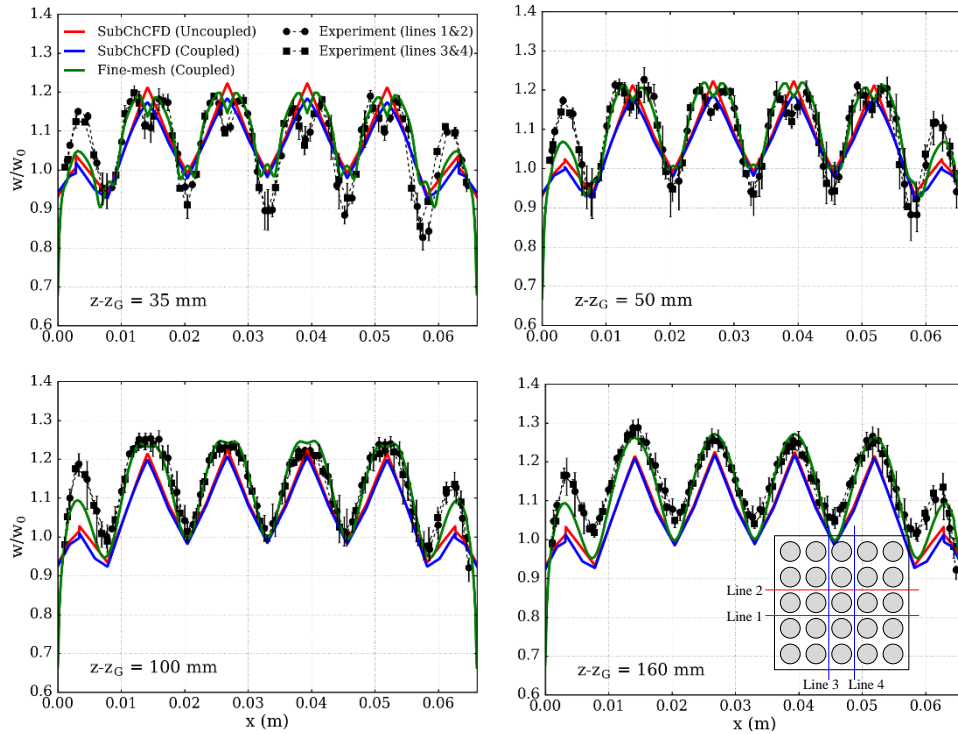 1.4
1.3
1.2
1.1
1.0
0.9
0.8
0.7
0.6
w/w0
SubChCFD (Uncoupled)
SubChCFD (Coupled)
Fine-mesh (Coupled)
Experiment (lines 1&2)
Experiment (lines 3&4)
z-zG = 35 mm
0.00 0.01 0.02 0.03 0.04 0.05 0.06
1.4
1.3
1.2
1.1
1.0
0.9
0.8
0.7
0.6
z-zG = 50 mm
0.00 0.01 0.02 0.03 0.04 0.05 0.06
1.4
1.3
1.2
1.1
1.0
0.9
0.8
0.7
0.6
w/w0
z-zG = 100 mm
0.00 0.01 0.02 0.03 0.04 0.05 0.06
x (m)
1.4
1.3
1.2
1.1
1.0
0.9
0.8
0.7
0.6
Line 2
Line 1
Line 3 Line 4
z-zG = 160 mm
0.00 0.01 0.02 0.03 0.04 0.05 0.06
x (m)